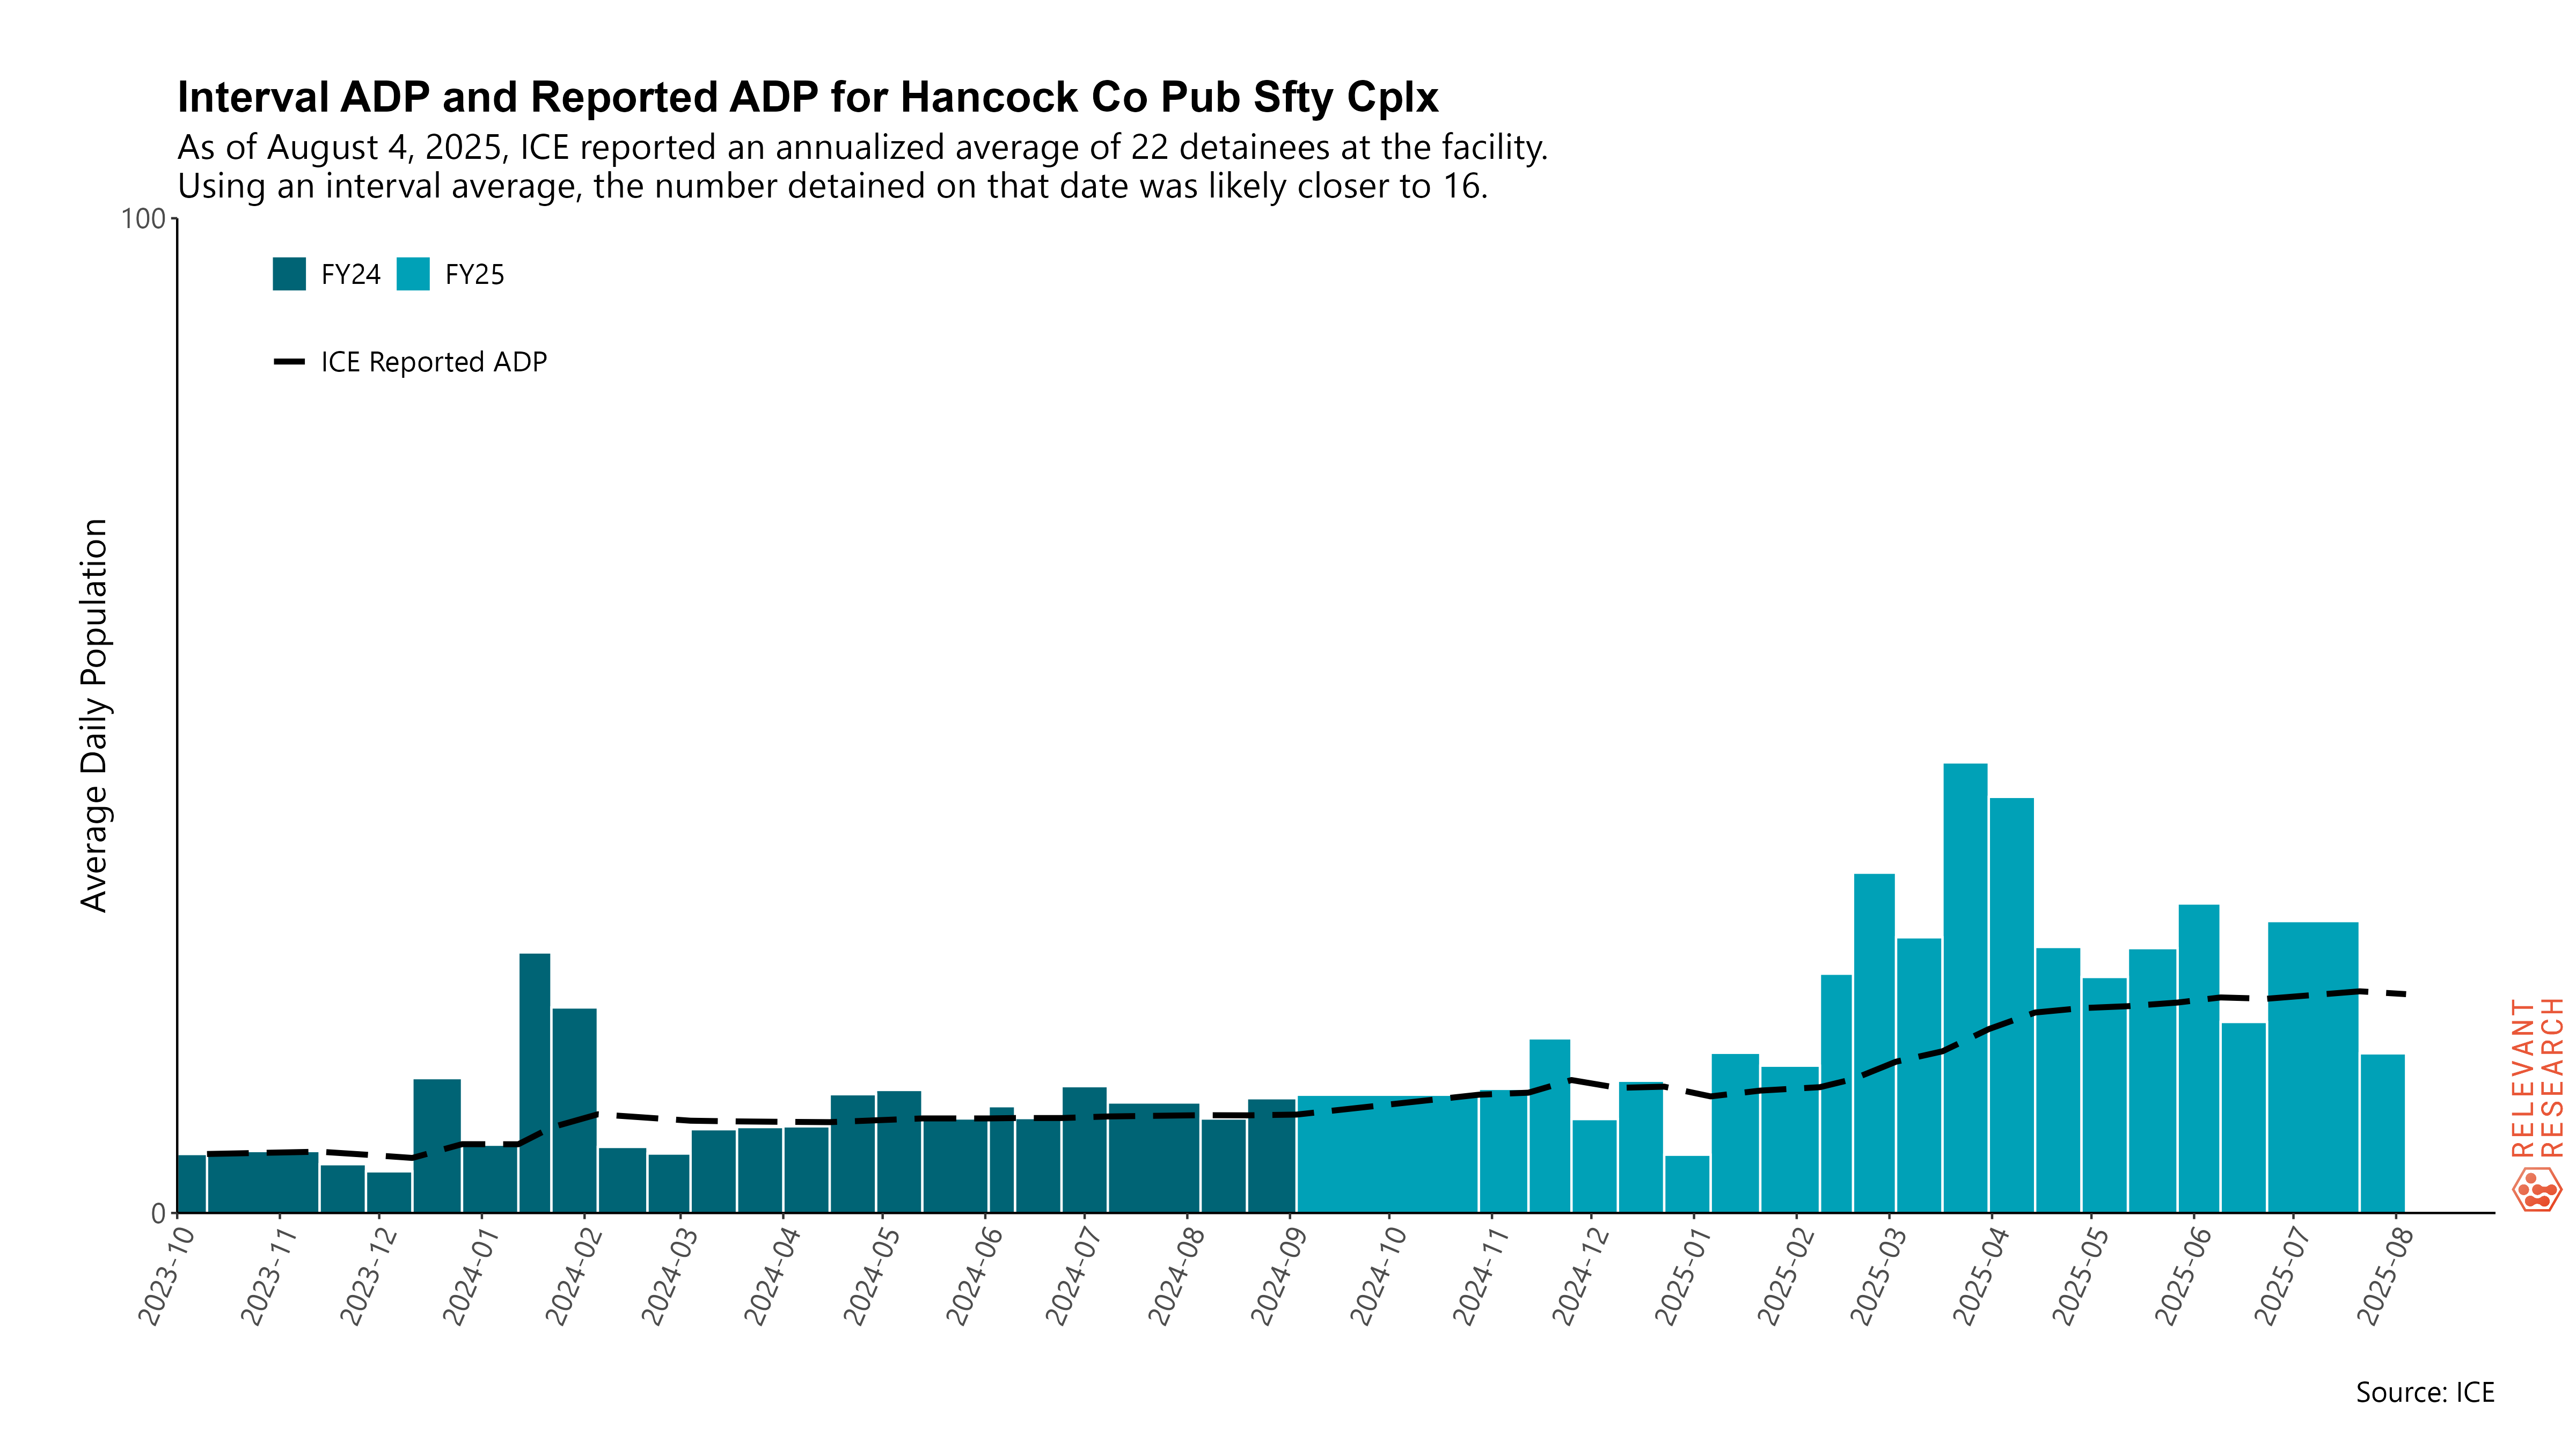 Interval ADP and Reported ADP for Hancock Co Pub Sfty Cplx
As of August 4, 2025, ICE reported an annualized average of 22 detainees at the facility.
Using an interval average, the number detained on that date was likely closer to 16.
100
FY24 FY25
ICE Reported ADP
Average Daily Population
0
2023-10
2023-11
2023-12
2024-01
2024-02
2024-03
2024-04
2024-05
2024-06
2024-07
2024-08
2024-09
2024-10
2024-11
2024-12
2025-01
2025-02
2025-03
2025-04
2025-05
2025-06
2025-07
2025-08
RELEVANT
RESEARCH
Source: ICE